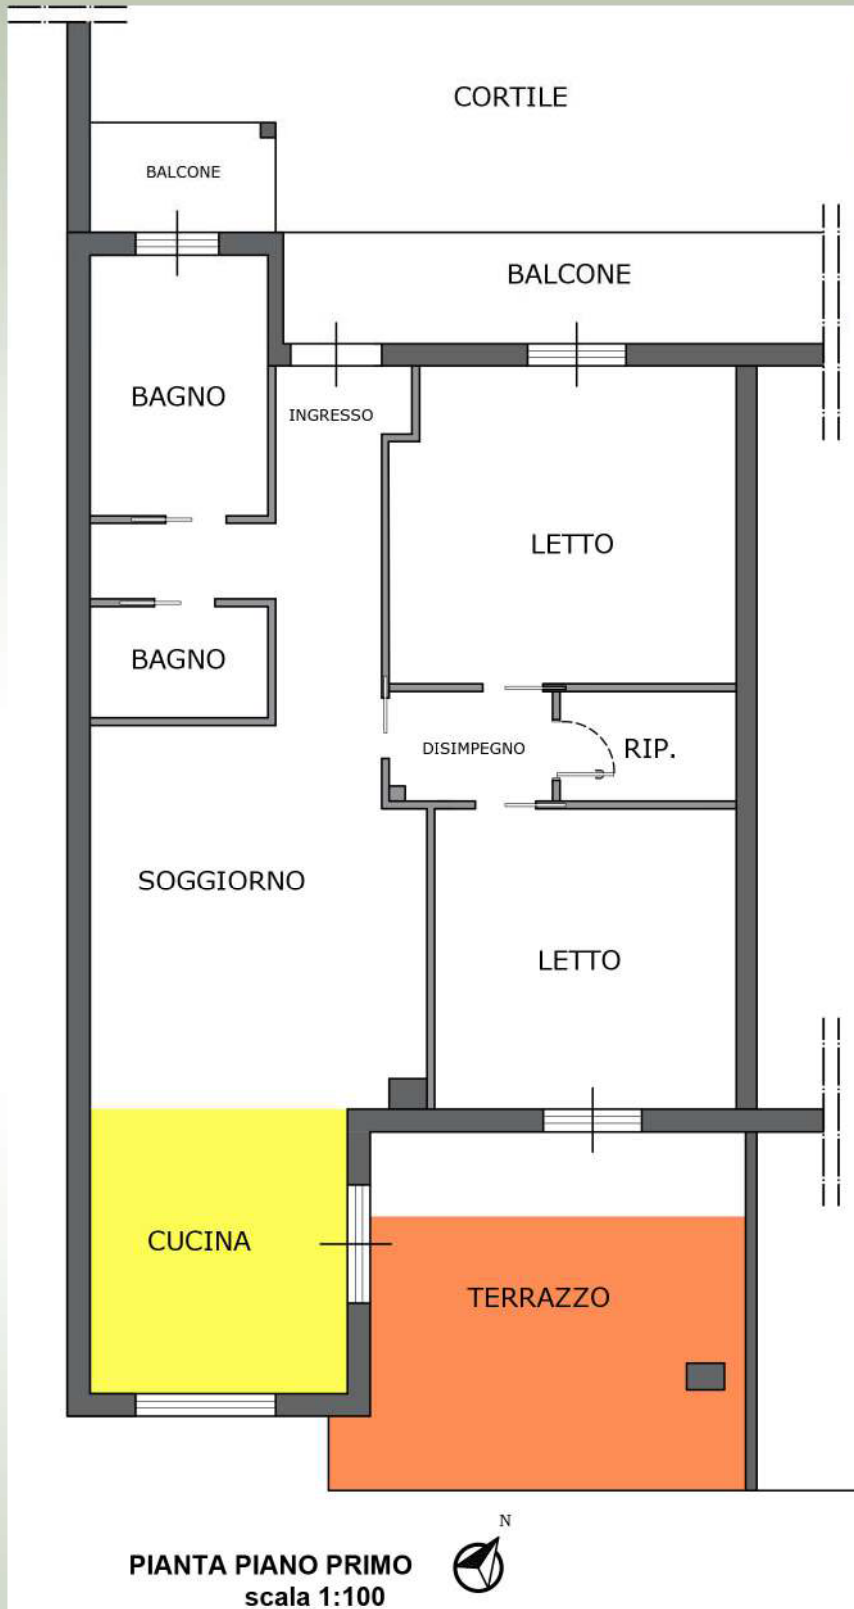 CORTILE
BALCONE
BALCONE
BAGNO
INGRESSO
LETTO
BAGNO
DISIMPEGNO
RIP.
SOGGIORNO
LETTO
CUCINA
TERRAZZO
N
PIANTA PIANO PRIMO
scala 1:100